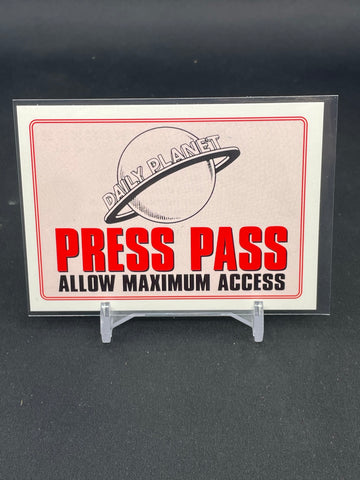 DAILY PLANET
PRESS PASS
ALLOW MAXIMUM ACCESS